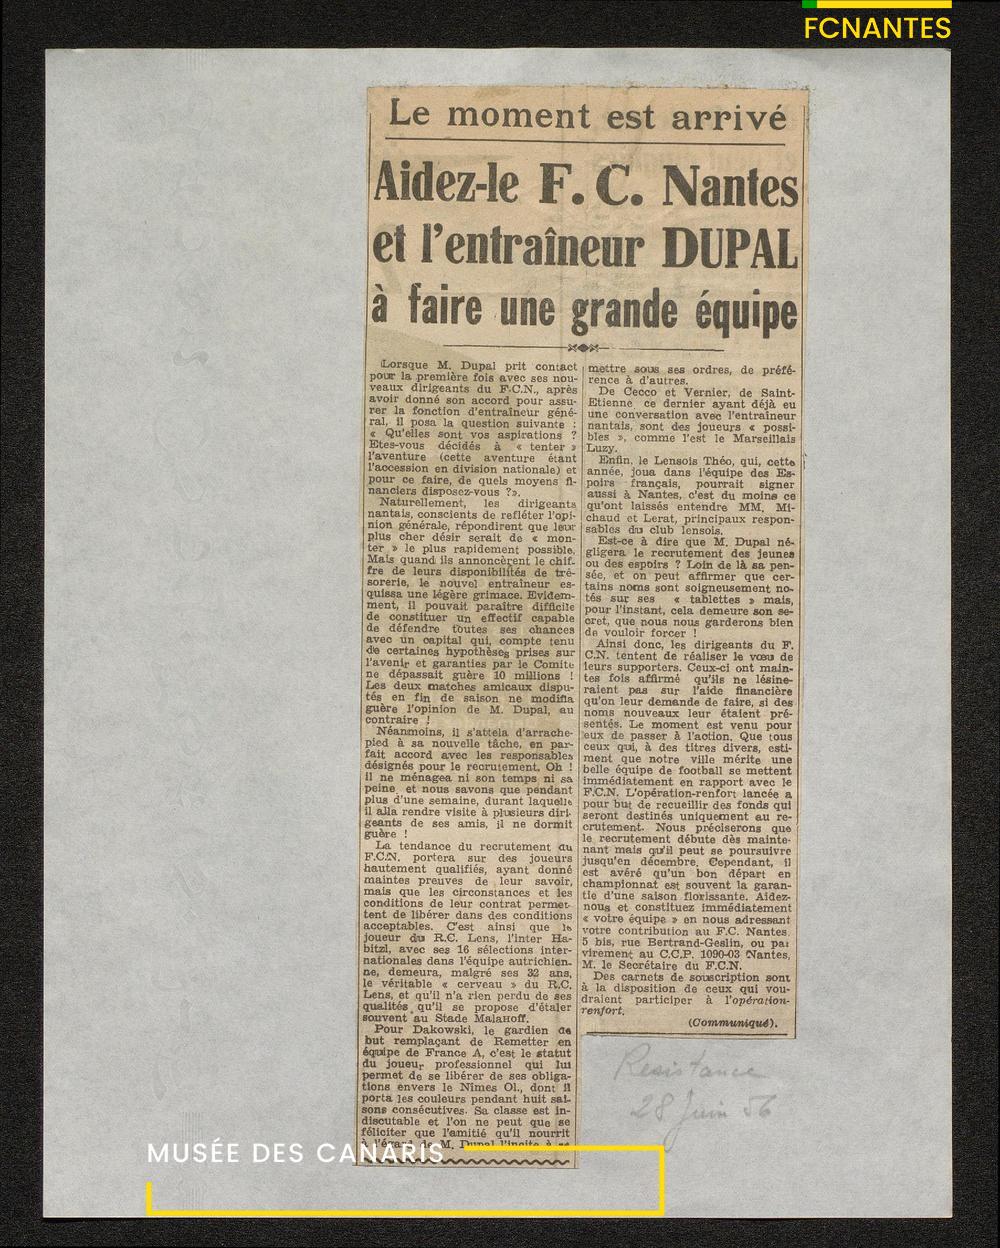 FCNANTES
Le moment est arrivé
Aidez-le F. C. Nantes
et l'entraîneur DUPAL
à faire une grande équipe
Lorsque M. Dupal prit contact
pour la première fois avec ses nou-
veaux dirigeants du F.C.N., après
avoir donné son accord pour assu-
rer la fonction d'entraîneur géné-
ral, il posa la question suivante :
« Qu'elles sont vos aspirations ?
Etes-vous décidés à « tenter »
l'aventure (cette aventure étant
l'accession en division nationale) et
pour ce faire, de quels moyens fi-
nanciers disposez-vous ?».
Naturellement, les dirigeants
nantais, conscients de refléter l'opi-
nion générale, répondirent que leur
plus cher désir serait de « mon-
ter » le plus rapidement possible.
Mais quand ils annoncèrent le chif-
fre de leurs disponibilités de tré-
sorerie, le nouvel entraîneur es-
quissa une légère grimace. Evidem-
ment, il pouvait paraître difficile
de constituer un effectif capable
de défendre toutes ses chances
avec un capital qui, compte tenu
de certaines hypothèses prises sur
l'avenir et garanties par le Comité
ne dépassait guère 10 millions !
Les deux matches amicaux dispu-
tés en fin de saison ne modifia
guère l'opinion de M. Dupal, au
contraire !
Néanmoins, il s'attela d'arrache-
pied à sa nouvelle tâche, en par-
fait accord avec les responsables
désignés pour le recrutement. Oh !
il ne ménagea ni son temps ni sa
peine et nous savons que pendant
plus d'une semaine, durant laquelle
il alla rendre visite à plusieurs diri-
geants de ses amis, il ne dormit
guère !
La tendance du recrutement au
F.C.N. portera sur des joueurs
hautement qualifiés, ayant donné
maintes preuves de leur savoir,
mais que les circonstances et les
conditions de leur contrat permet-
tent de libérer dans des conditions
acceptables. C'est ainsi que le
joueur du R.C. Lens, l'inter Ha-
bitzl, avec ses 16 sélections inter-
nationales dans l'équipe autrichien-
ne, demeura, malgré ses 32 ans,
le véritable « cerveau » du R.C.
Lens, et qu'il n'a rien perdu de ses
qualités qu'il se propose d'étaler
souvent au Stade Malakoff.
Pour Dakowski, le gardien de
but remplaçant de Remetter en
équipe de France A, c'est le statut
du joueur professionnel qui lui
permet de se libérer de ses obliga-
tions envers le Nîmes Ol., dont il
porta les couleurs pendant huit sai-
sons consécutives. Sa classe est in-
discutable et l'on ne peut que se
féliciter que l'amitié qu'il nourrit
à l'égard de M. Dupal l'incite à se
mettre sous ses ordres, de préfé-
rence à d'autres.
De Cecco et Vernier, de Saint-
Etienne ce dernier ayant déjà eu
une conversation avec l'entraîneur
nantais, sont des joueurs « possi-
bles », comme l'est le Marseillais
Luzy.
Enfin, le Lensois Théo, qui, cette
année, joua dans l'équipe des Es-
poirs français, pourrait signer
aussi à Nantes, c'est du moins ce
qu'ont laissés entendre MM. Mi-
chaud et Lerat, principaux respon-
sables du club lensois.
Est-ce à dire que M. Dupal né-
gligera le recrutement des jeunes
ou des espoirs ? Loin de là sa pen-
sée, et on peut affirmer que cer-
tains noms sont soigneusement no-
tés sur ses « tablettes » mais,
pour l'instant, cela demeure son se-
cret, que nous nous garderons bien
de vouloir forcer !
Ainsi donc, les dirigeants du F.
C.N. tentent de réaliser le vœu de
leurs supporters. Ceux-ci ont main-
tes fois affirmé qu'ils ne lésine-
raient pas sur l'aide financière
qu'on leur demande de faire, si des
noms nouveaux leur étaient pré-
sentés. Le moment est venu pour
eux de passer à l'action. Que tous
ceux qui, à des titres divers, esti-
ment que notre ville mérite une
belle équipe de football se mettent
immédiatement en rapport avec le
F.C.N. L'opération-renfort lancée a
pour but de recueillir des fonds qui
seront destinés uniquement au re-
crutement. Nous préciserons que
le recrutement débute dès mainte-
nant mais qu'il peut se poursuivre
jusqu'en décembre. Cependant, il
est avéré qu'un bon départ en
championnat est souvent la garan-
tie d'une saison florissante. Aidez-
nous et constituez immédiatement
« votre équipe » en nous adressant
votre contribution au F.C. Nantes
5 bis, rue Bertrand-Geslin, ou par
virement au C.C.P. 1090-03 Nantes,
M. le Secrétaire du F.C.N.
Des carnets de souscription sont
à la disposition de ceux qui vou-
draient participer à l'opération-
renfort.
(Communiqué).
Resistance
28 Juin 56
MUSÉE DES CANARIS